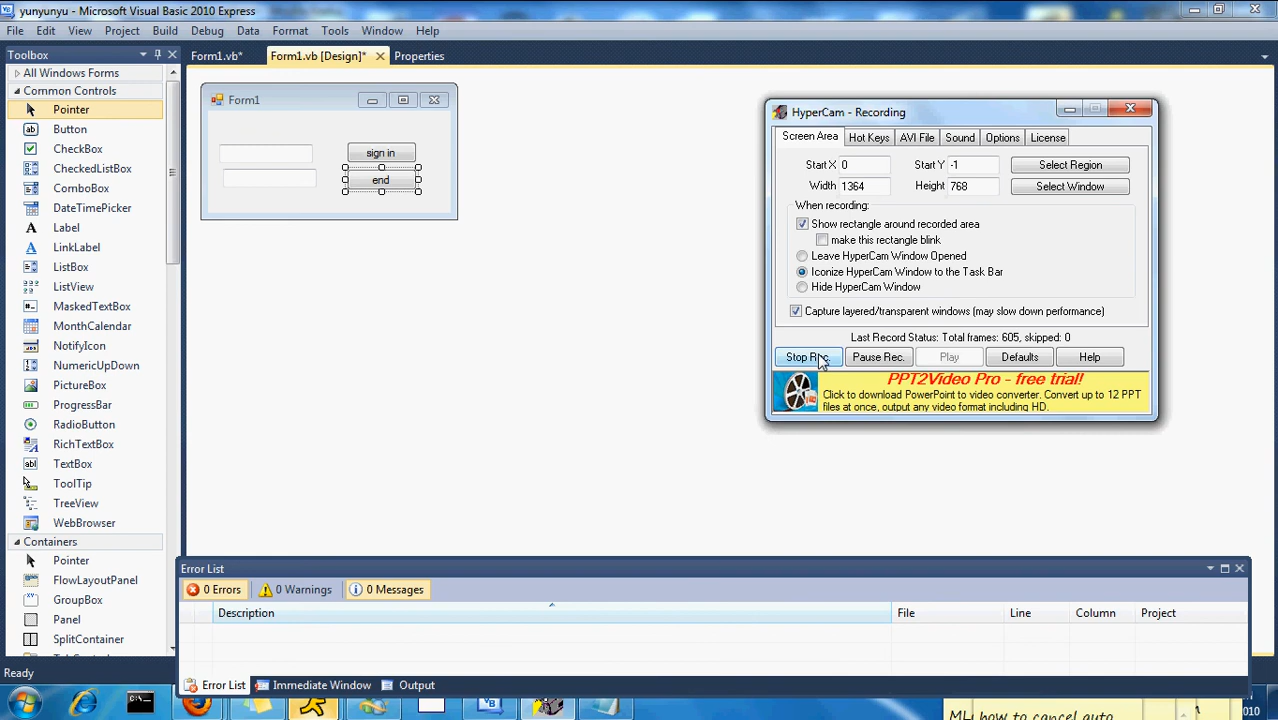 yunyunyu - Microsoft Visual Basic 2010 Express
File Edit View Project Build Debug Data Format Tools Window Help
Toolbox
All Windows Forms
Common Controls
Pointer
Button
CheckBox
CheckedListBox
ComboBox
DateTimePicker
Label
LinkLabel
ListBox
ListView
MaskedTextBox
MonthCalendar
NotifyIcon
NumericUpDown
PictureBox
ProgressBar
RadioButton
RichTextBox
TextBox
ToolTip
TreeView
WebBrowser
Containers
Pointer
FlowLayoutPanel
GroupBox
Panel
SplitContainer
Form1.vb* Form1.vb [Design]* Properties
Form1
sign in
end
HyperCam - Recording
Screen Area Hot Keys AVI File Sound Options License
Start X 0 Start Y -1 Select Region
Width 1364 Height 768 Select Window
When recording:
Show rectangle around recorded area
make this rectangle blink
Leave HyperCam Window Opened
Iconize HyperCam Window to the Task Bar
Hide HyperCam Window
Capture layered/transparent windows (may slow down performance)
Last Record Status: Total frames: 605, skipped: 0
Stop Rec. Pause Rec. Play Defaults Help
PPT2Video Pro - free trial!
Click to download PowerPoint to video converter. Convert up to 12 PPT
files at once, output any video format including HD.
Error List
0 Errors 0 Warnings 0 Messages
Description File Line Column Project
Error List Immediate Window Output
Ready
ML how to cancel auto